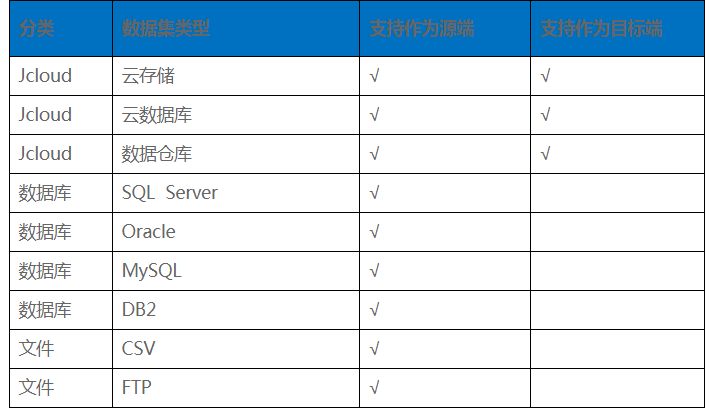 分类 数据集类型 支持作为源端 支持作为目标端
Jcloud 云存储 √ √
Jcloud 云数据库 √ √
Jcloud 数据仓库 √ √
数据库 SQL Server √
数据库 Oracle √
数据库 MySQL √
数据库 DB2 √
文件 CSV √
文件 FTP √